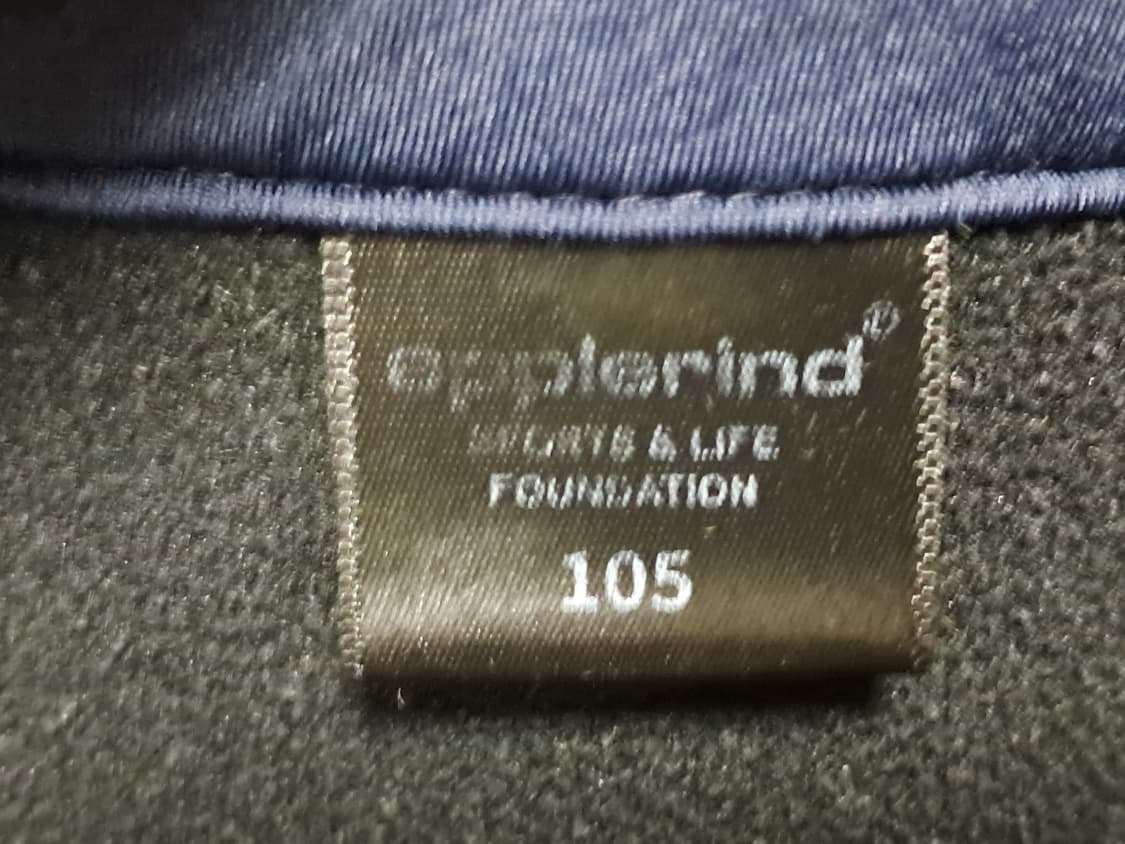 applerind®
SPORTS & LIFE
FOUNDATION
105